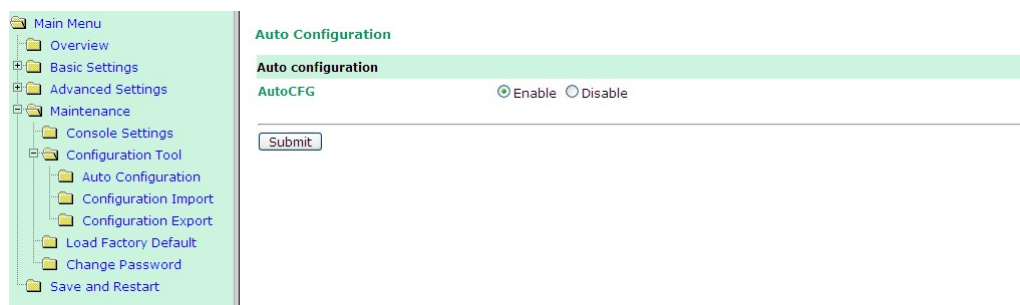 Main Menu
Overview
Basic Settings
Advanced Settings
Maintenance
Console Settings
Configuration Tool
Auto Configuration
Configuration Import
Configuration Export
Load Factory Default
Change Password
Save and Restart
Auto Configuration
Auto configuration
AutoCFG Enable Disable
Submit